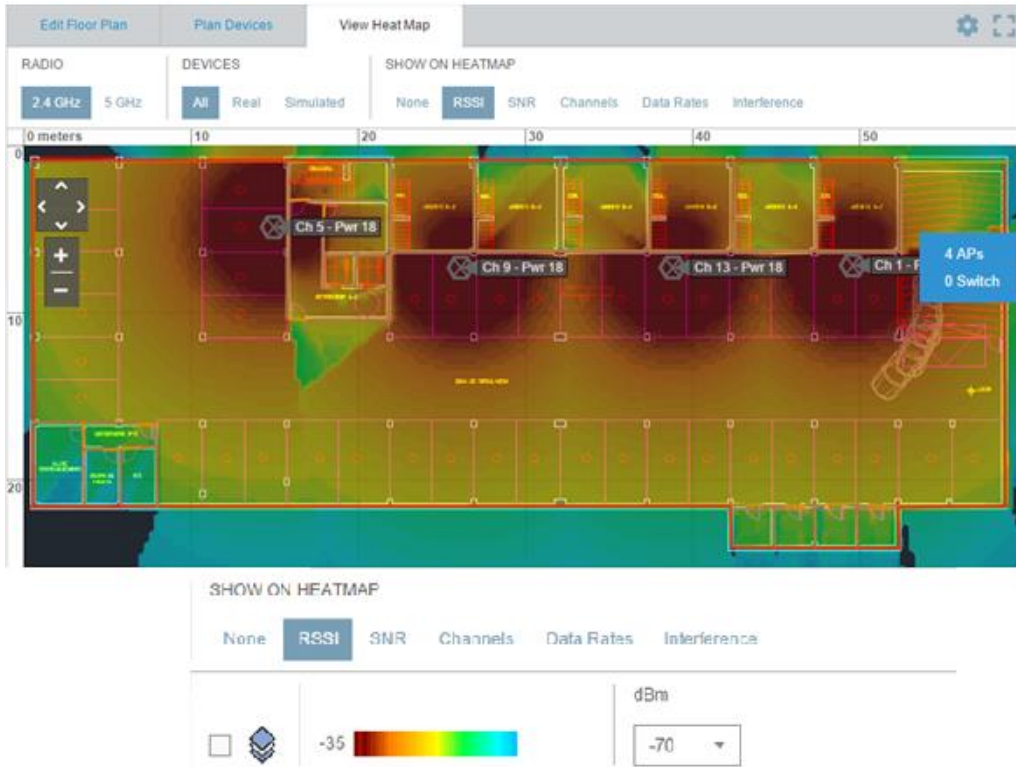 Edit Floor Plan Plan Devices View Heat Map
RADIO DEVICES SHOW ON HEATMAP
2.4 GHz 5 GHz All Real Simulated None RSSI SNR Channels Data Rates Interference
0 meters 10 20 30 40 50
0
Ch 5 - Pwr 18
Ch 9 - Pwr 18 Ch 13 - Pwr 18 Ch 1 - P
4 APs
0 Switch
10
20
SHOW ON HEATMAP
None RSSI SNR Channels Data Rates Interference
dBm
-35 -70